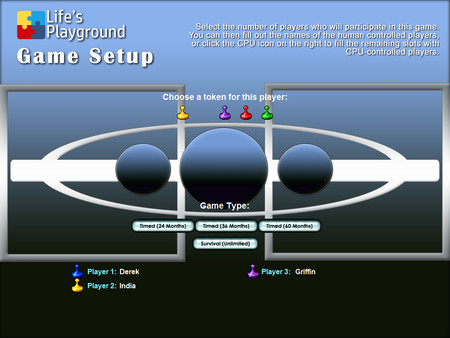 Life's
Playground
Game Setup
Select the number of players who will participate in this game.
You can then fill out the names of the human controlled players,
or click the CPU icon on the right to fill the remaining slots with
CPU-controlled players.
Choose a token for this player:
Game Type:
Timed (24 Months) Timed (36 Months) Timed (60 Months)
Survival (Unlimited)
Player 1: Derek Player 3: Griffin
Player 2: India